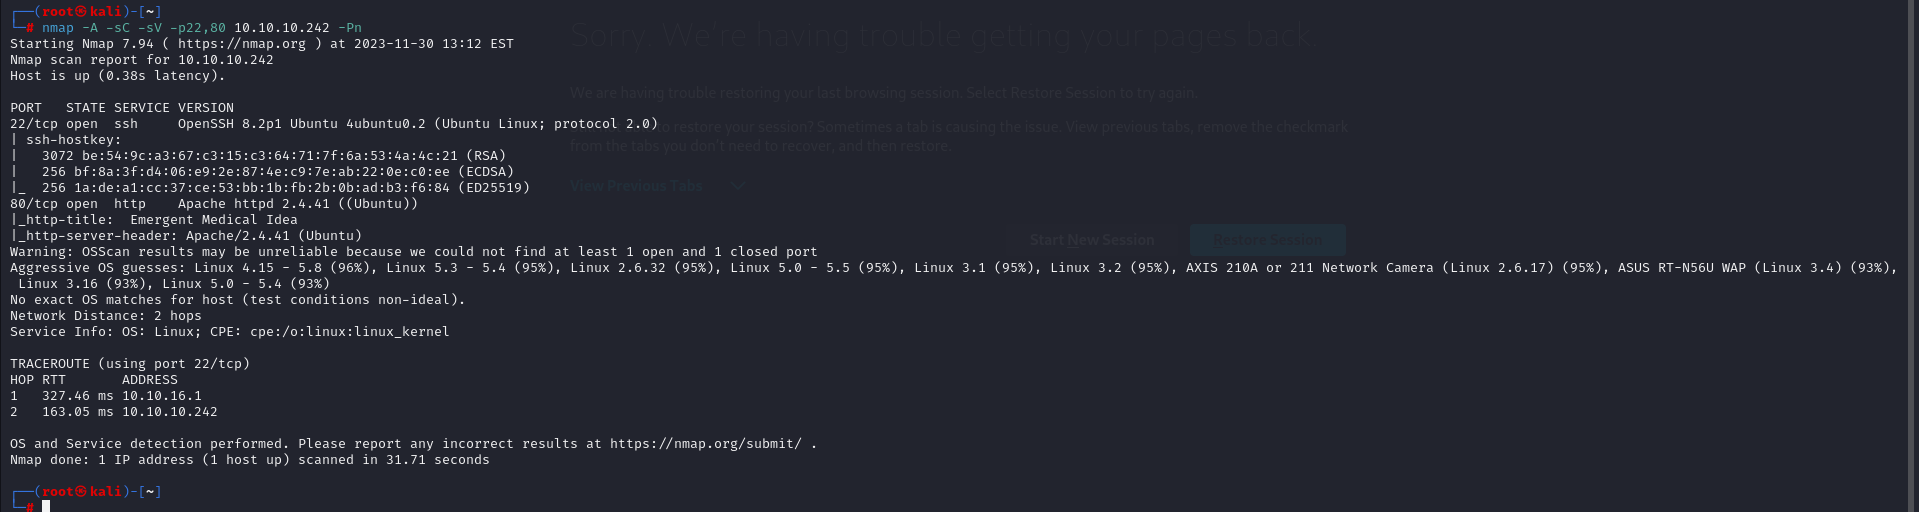 ┌──(root㉿kali)-[~]
└─# nmap -A -sC -sV -p22,80 10.10.10.242 -Pn
Starting Nmap 7.94 ( https://nmap.org ) at 2023-11-30 13:12 EST
Nmap scan report for 10.10.10.242
Host is up (0.38s latency).

PORT   STATE SERVICE VERSION
22/tcp open  ssh     OpenSSH 8.2p1 Ubuntu 4ubuntu0.2 (Ubuntu Linux; protocol 2.0)
| ssh-hostkey:
|   3072 be:54:9c:a3:67:c3:15:c3:64:71:7f:6a:53:4a:4c:21 (RSA)
|   256 bf:8a:3f:d4:06:e9:2e:87:4e:c9:7e:ab:22:0e:c0:ee (ECDSA)
|_  256 1a:de:a1:cc:37:ce:53:bb:1b:fb:2b:0b:ad:b3:f6:84 (ED25519)
80/tcp open  http    Apache httpd 2.4.41 ((Ubuntu))
|_http-title:  Emergent Medical Idea
|_http-server-header: Apache/2.4.41 (Ubuntu)
Warning: OSScan results may be unreliable because we could not find at least 1 open and 1 closed port
Aggressive OS guesses: Linux 4.15 - 5.8 (96%), Linux 5.3 - 5.4 (95%), Linux 2.6.32 (95%), Linux 5.0 - 5.5 (95%), Linux 3.1 (95%), Linux 3.2 (95%), AXIS 210A or 211 Network Camera (Linux 2.6.17) (95%), ASUS RT-N56U WAP (Linux 3.4) (93%),
 Linux 3.16 (93%), Linux 5.0 - 5.4 (93%)
No exact OS matches for host (test conditions non-ideal).
Network Distance: 2 hops
Service Info: OS: Linux; CPE: cpe:/o:linux:linux_kernel

TRACEROUTE (using port 22/tcp)
HOP RTT       ADDRESS
1   327.46 ms 10.10.16.1
2   163.05 ms 10.10.10.242

OS and Service detection performed. Please report any incorrect results at https://nmap.org/submit/ .
Nmap done: 1 IP address (1 host up) scanned in 31.71 seconds

┌──(root㉿kali)-[~]
└─#
Sorry. We're having trouble getting your pages back
We are having trouble restoring your last browsing session. Select Restore Session to try again.
to restore your session? Sometimes a tab is causing the issue. View previous tabs, remove the checkmark
from the tabs you don't need to recover, and then restore.
View Previous Tabs
Start New Session
Restore Session